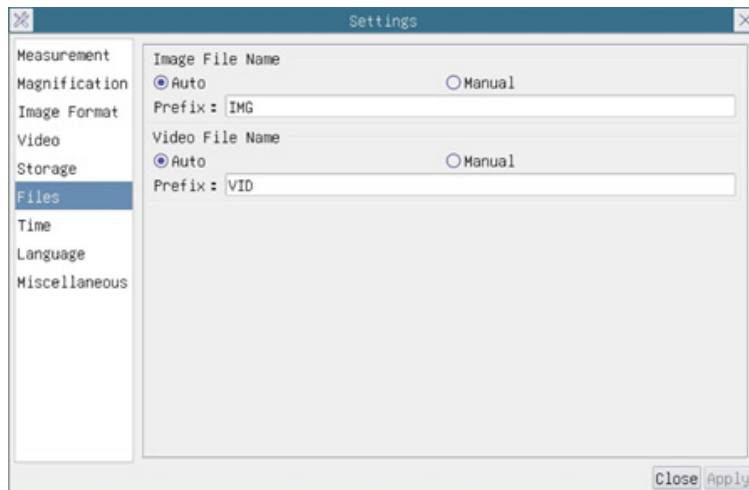 Settings
Measurement
Magnification
Image Format
Video
Storage
Files
Time
Language
Miscellaneous
Image File Name
Auto Manual
Prefix: IMG
Video File Name
Auto Manual
Prefix: VID
Close Apply